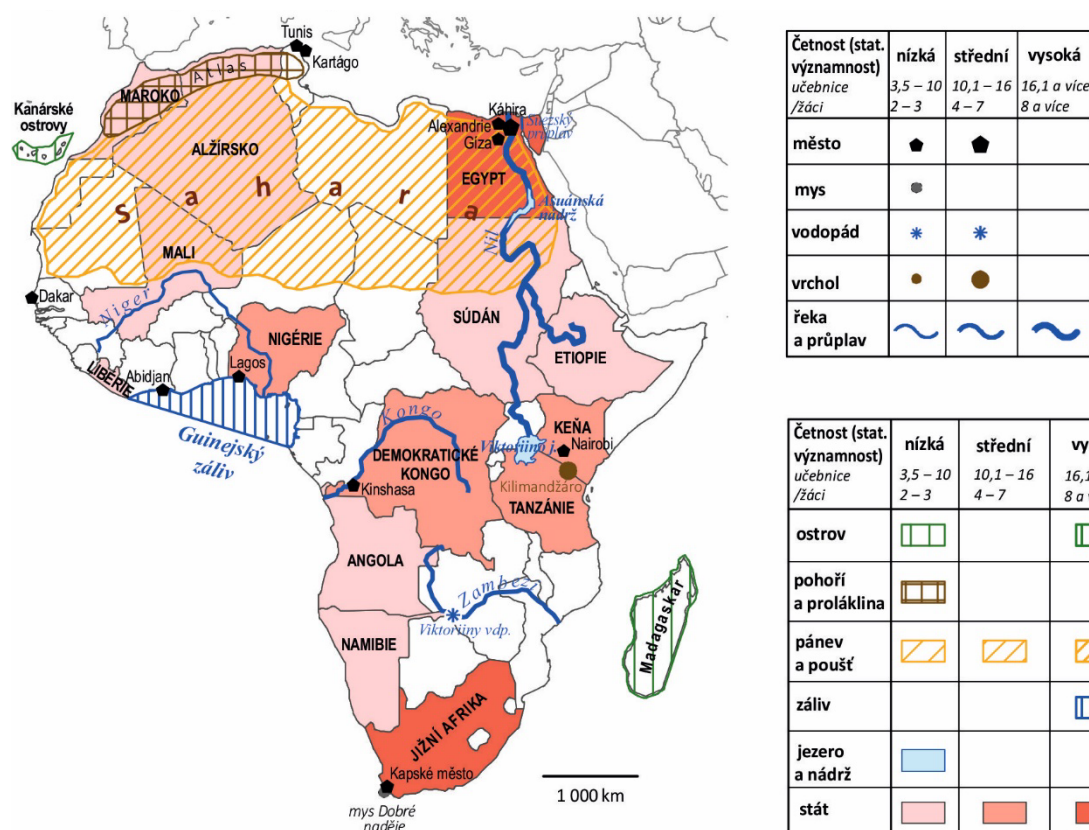 Tunis
Kartágo
Atlas
MAROKO
Kanárské
ostrovy
ALŽÍRSKO
Káhira
Alexandrie
Suezský
průplav
Gíza
EGYPT
Sahara
Asuánská
nádrž
Nil
MALI
Dakar
Niger
NIGÉRIE
SÚDÁN
ETIOPIE
LIBÉRIE
Abidjan
Lagos
Guinejský
záliv
Kongo
KEŇA
Viktoriino j.
Nairobi
DEMOKRATICKÉ
KONGO
Kinshasa
Kilimandžáro
TANZÁNIE
ANGOLA
Zambezi
Viktoriiny vdp.
NAMIBIE
Madagaskar
JIŽNÍ AFRIKA
Kapské město
mys Dobré
naděje
1 000 km
Četnost (stat.
významnost)
učebnice
/žáci
nízká
3,5 – 10
2 – 3
střední
10,1 – 16
4 – 7
vysoká
16,1 a více
8 a více
město
mys
vodopád
vrchol
řeka
a průplav
Četnost (stat.
významnost)
učebnice
/žáci
nízká
3,5 – 10
2 – 3
střední
10,1 – 16
4 – 7
vy
16,1
8 a v
ostrov
pohoří
a proláklina
pánev
a poušť
záliv
jezero
a nádrž
stát